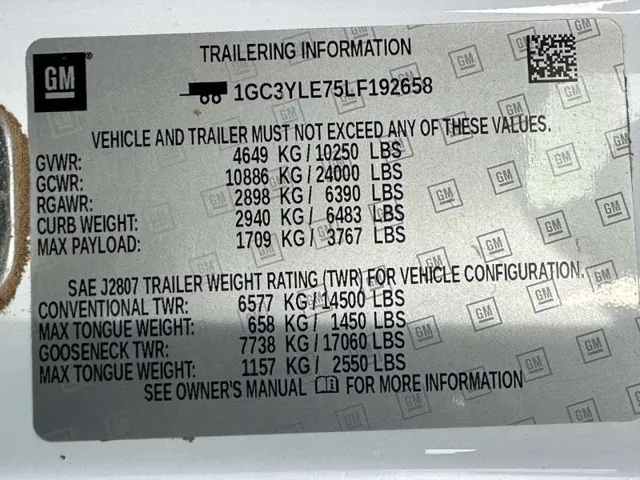 GM
TRAILERING INFORMATION
1GC3YLE75LF192658
VEHICLE AND TRAILER MUST NOT EXCEED ANY OF THESE VALUES.
GVWR: 4649 KG / 10250 LBS
GCWR: 10886 KG / 24000 LBS
RGAWR: 2898 KG / 6390 LBS
CURB WEIGHT: 2940 KG / 6483 LBS
MAX PAYLOAD: 1709 KG / 3767 LBS
SAE J2807 TRAILER WEIGHT RATING (TWR) FOR VEHICLE CONFIGURATION.
CONVENTIONAL TWR: 6577 KG / 14500 LBS
MAX TONGUE WEIGHT: 658 KG / 1450 LBS
GOOSENECK TWR: 7738 KG / 17060 LBS
MAX TONGUE WEIGHT: 1157 KG / 2550 LBS
SEE OWNER'S MANUAL FOR MORE INFORMATION